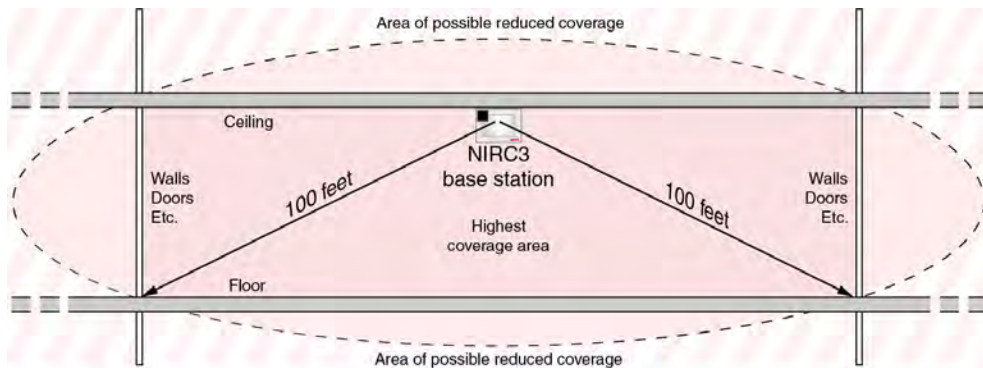 Area of possible reduced coverage
Ceiling
NIRC3
base station
Walls
Doors
Etc.
100 feet
100 feet
Walls
Doors
Etc.
Highest
coverage area
Floor
Area of possible reduced coverage